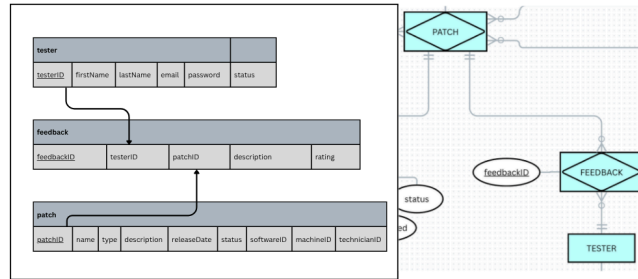 tester
testerID firstName lastName email password status
feedback
feedbackID testerID patchID description rating
patch
patchID name type description releaseDate status softwareID machineID technicianID
PATCH
feedbackID
FEEDBACK
status
ed
TESTER